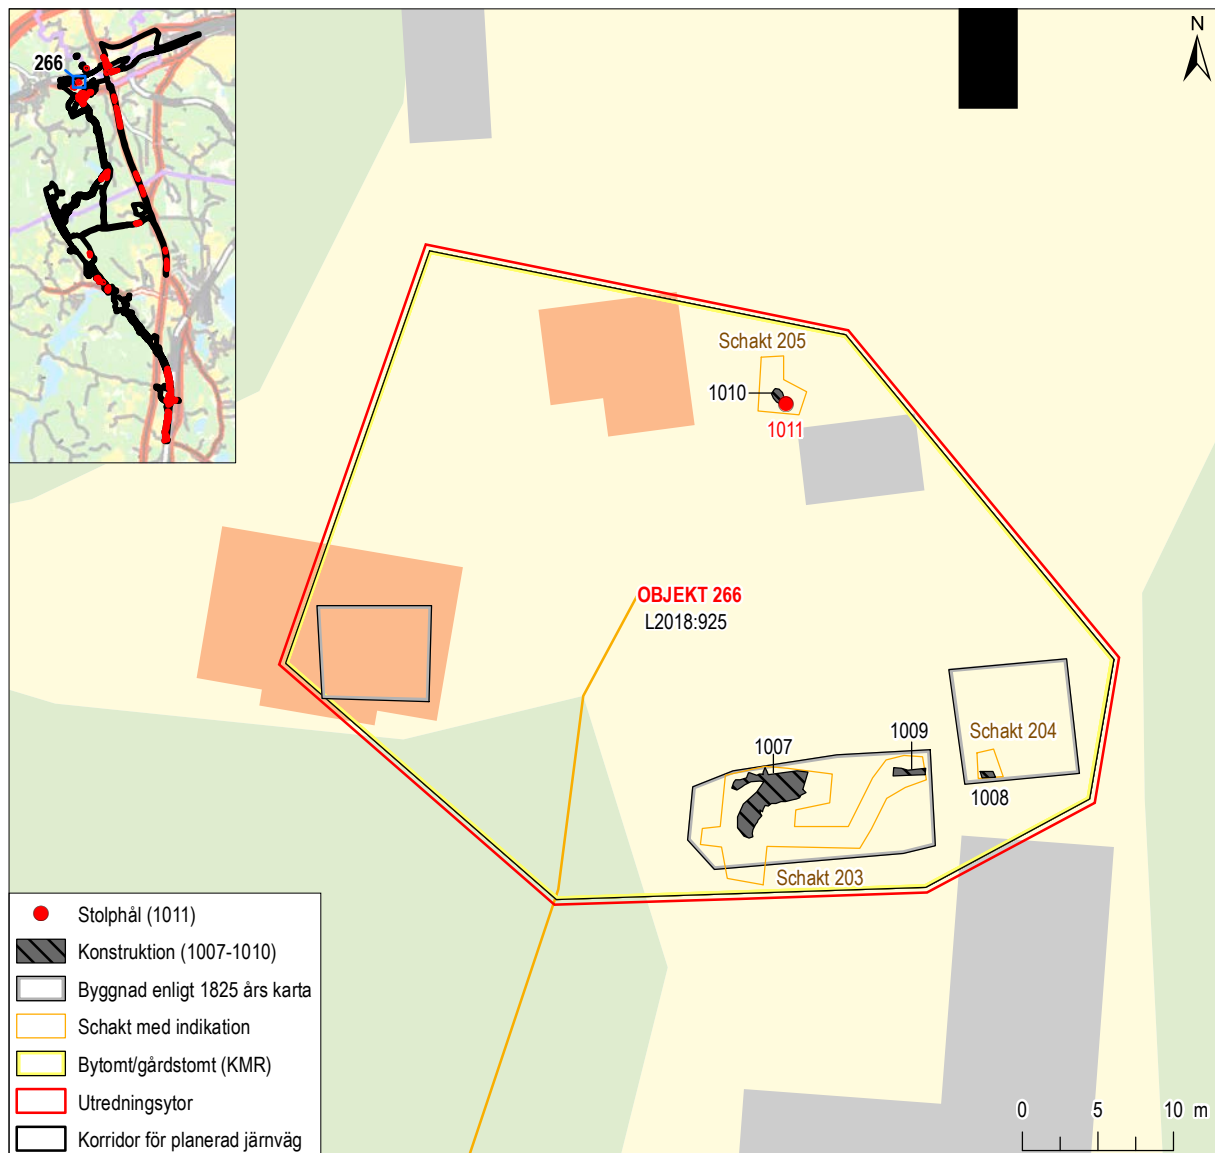 266
N
Schakt 205
1010
1011
OBJEKT 266
L2018:925
1007
1009
Schakt 204
1008
Schakt 203
Stolphål (1011)
Konstruktion (1007-1010)
Byggnad enligt 1825 års karta
Schakt med indikation
Bytomt/gårdstomt (KMR)
Utredningsytor
Korridor för planerad järnväg
0 5 10 m